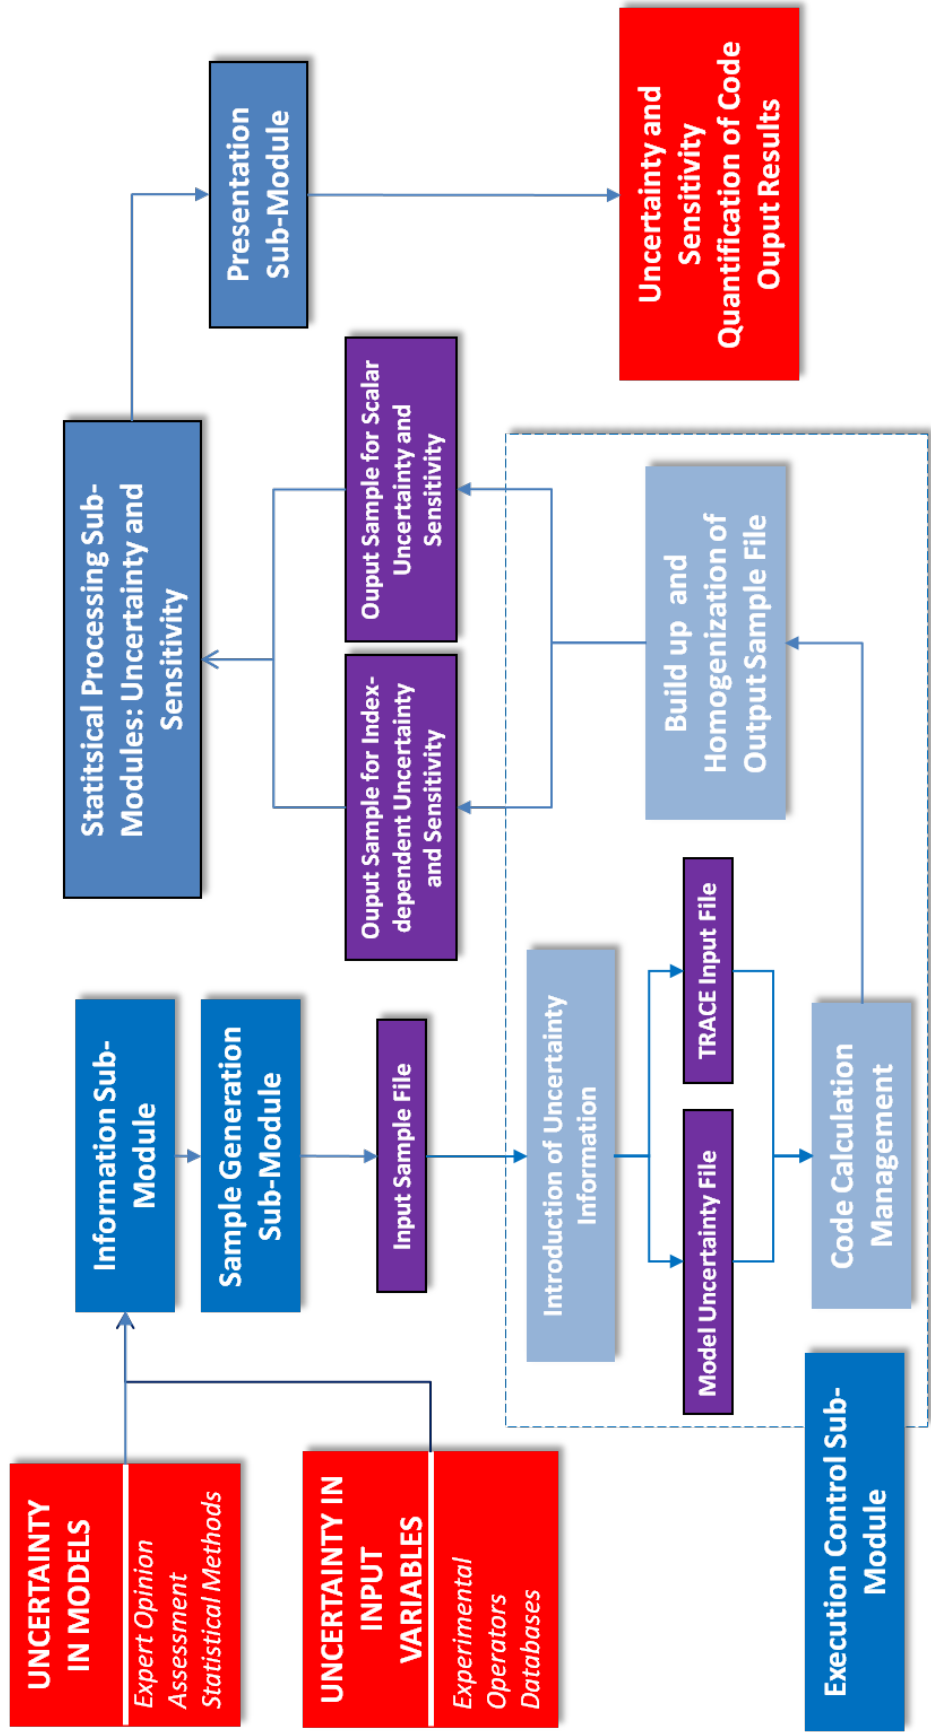 UNCERTAINTY
IN MODELS
Expert Opinion
Assessment
Statistical Methods
UNCERTAINTY IN
INPUT
VARIABLES
Experimental
Operators
Databases
Information Sub-
Module
Sample Generation
Sub-Module
Input Sample File
Introduction of Uncertainty
Information
Model Uncertainty File
TRACE Input File
Code Calculation
Management
Execution Control Sub-
Module
Build up and
Homogenization of
Output Sample File
Ouput Sample for Index-
dependent Uncertainty
and Sensitivity
Ouput Sample for Scalar
Uncertainty and
Sensitivity
Statitsical Processing Sub-
Modules: Uncertainty and
Sensitivity
Presentation
Sub-Module
Uncertainty and
Sensitivity
Quantification of Code
Ouput Results